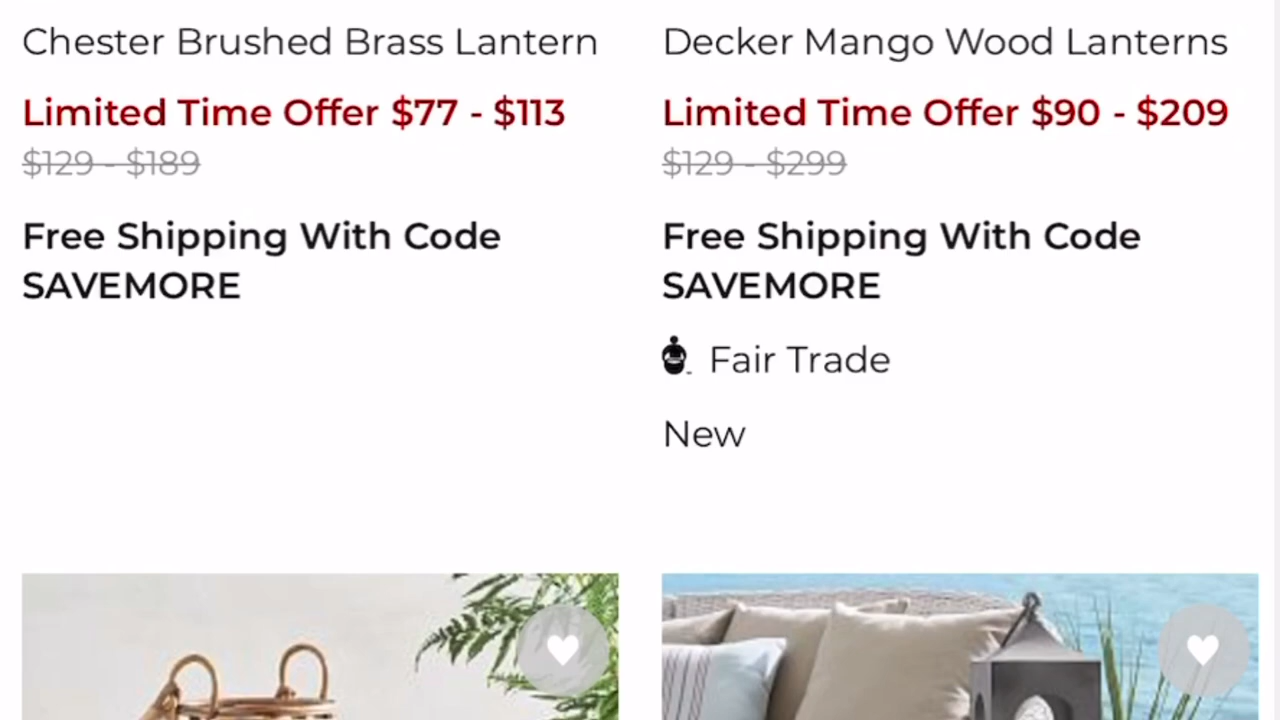 Chester Brushed Brass Lantern
Limited Time Offer $77 - $113
$129 - $189
Free Shipping With Code
SAVEMORE
Decker Mango Wood Lanterns
Limited Time Offer $90 - $209
$129 - $299
Free Shipping With Code
SAVEMORE
Fair Trade
New